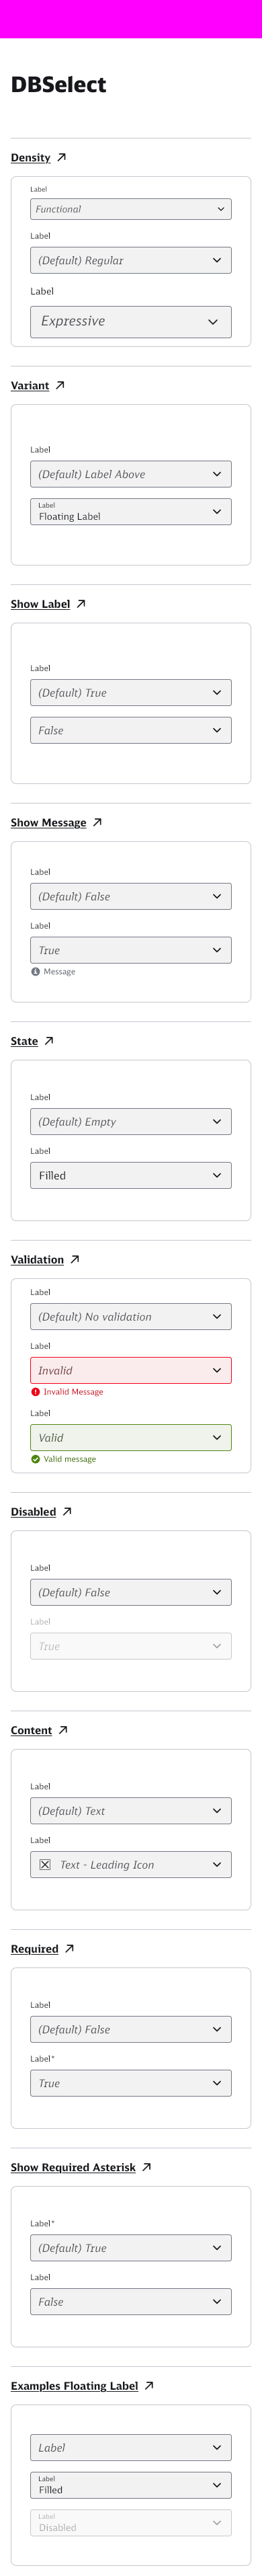 DBSelect
Density
Label
Functional
Label
(Default) Regular
Label
Expressive
Variant
Label
(Default) Label Above
Label
Floating Label
Show Label
Label
(Default) True
False
Show Message
Label
(Default) False
Label
True
Message
State
Label
(Default) Empty
Label
Filled
Validation
Label
(Default) No validation
Label
Invalid
Invalid Message
Label
Valid
Valid message
Disabled
Label
(Default) False
Label
True
Content
Label
(Default) Text
Label
Text - Leading Icon
Required
Label
(Default) False
Label*
True
Show Required Asterisk
Label*
(Default) True
Label
False
Examples Floating Label
Label
Label
Filled
Label
Disabled